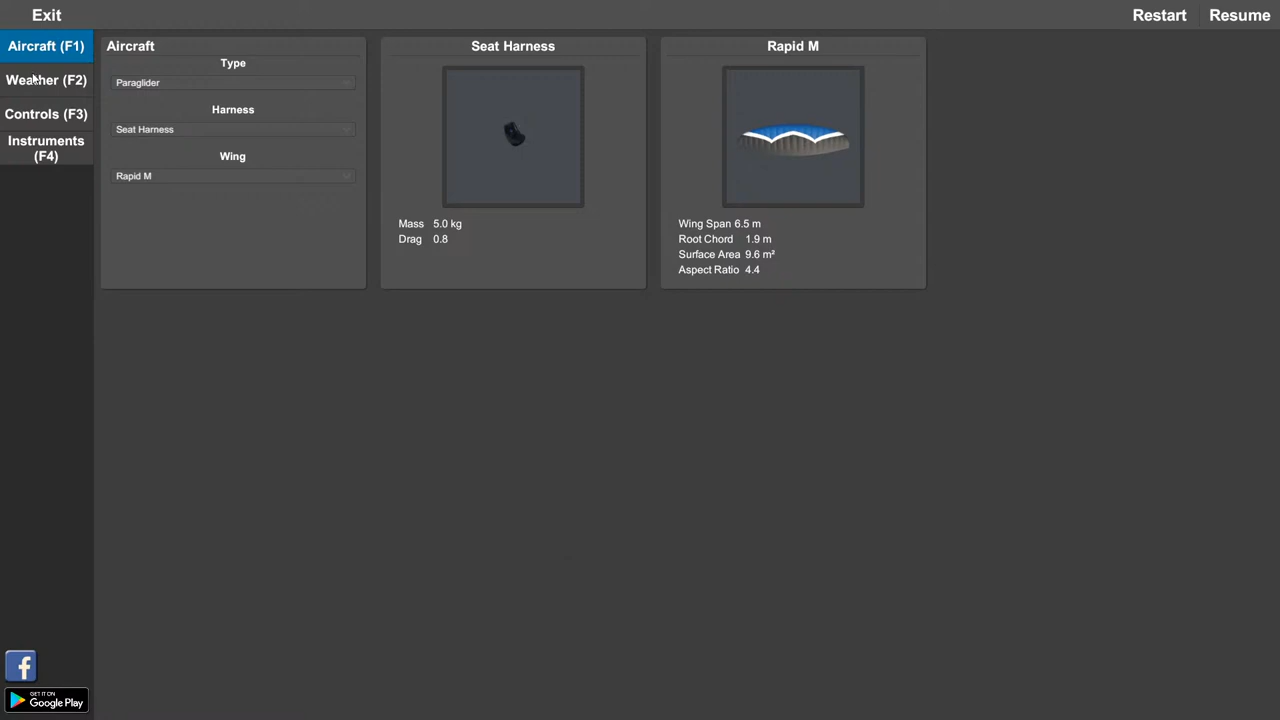 Exit
Restart
Resume
Aircraft (F1)
Weather (F2)
Controls (F3)
Instruments
(F4)
Aircraft
Type
Paraglider
Harness
Seat Harness
Wing
Rapid M
Seat Harness
Mass 5.0 kg
Drag 0.8
Rapid M
Wing Span 6.5 m
Root Chord 1.9 m
Surface Area 9.6 m²
Aspect Ratio 4.4
f
GET IT ON
Google Play